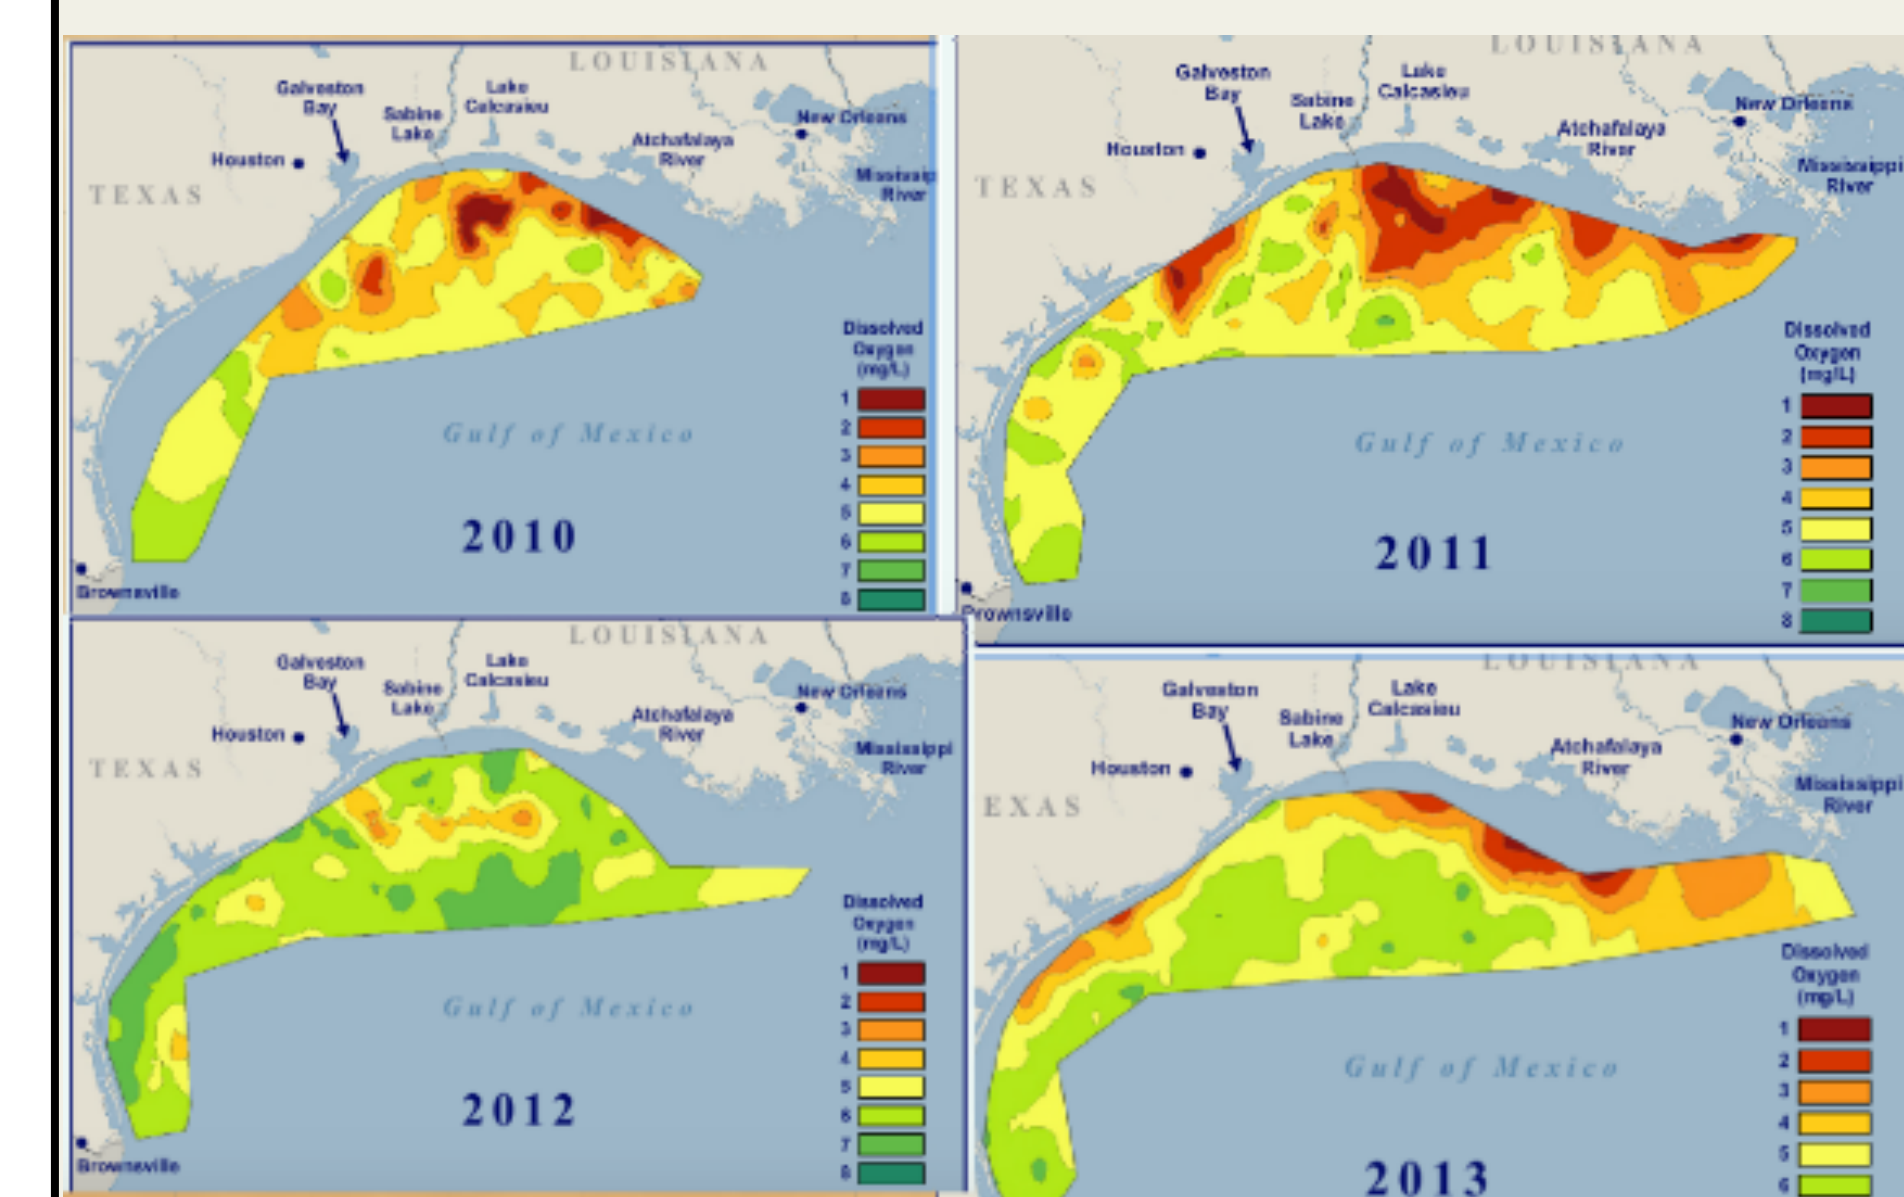 LOUISIANA
Galveston
Bay
Lake
Calcasieu
Sabine
Lake
New Orleans
Atchafalaya
River
Houston
Mississip
River
TEXAS
Dissolved
Oxygen
(mg/L)
1
2
3
4
5
6
7
8
Gulf of Mexico
2010
Brownsville
LOUISIANA
Galveston
Bay
Lake
Calcasieu
Sabine
Lake
New Orleans
Atchafalaya
River
Houston
Mississippi
River
TEXAS
Dissolved
Oxygen
(mg/L)
1
2
3
4
5
6
7
8
Gulf of Mexico
2011
Brownsville
LOUISIANA
Galveston
Bay
Lake
Calcasieu
Sabine
Lake
New Orleans
Atchafalaya
River
Houston
Mississippi
River
TEXAS
Dissolved
Oxygen
(mg/L)
1
2
3
4
5
6
7
8
Gulf of Mexico
2012
Brownsville
LOUISIANA
Galveston
Bay
Lake
Calcasieu
Sabine
Lake
New Orleans
Atchafalaya
River
Houston
Mississippi
River
EXAS
Dissolved
Oxygen
(mg/L)
1
2
3
4
5
6
Gulf of Mexico
2013